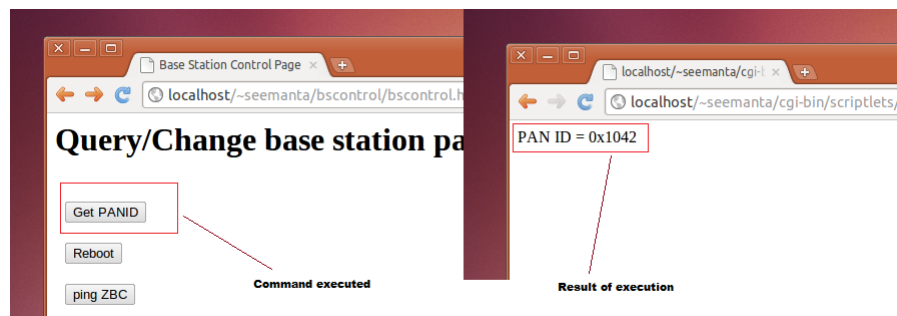 Base Station Control Page
localhost/~seemanta/bscontrol/bscontrol.h
Query/Change base station pa
Get PANID
Reboot
ping ZBC
Command executed
localhost/~seemanta/cgi-b
localhost/~seemanta/cgi-bin/scriptlets/
PAN ID = 0x1042
Result of execution